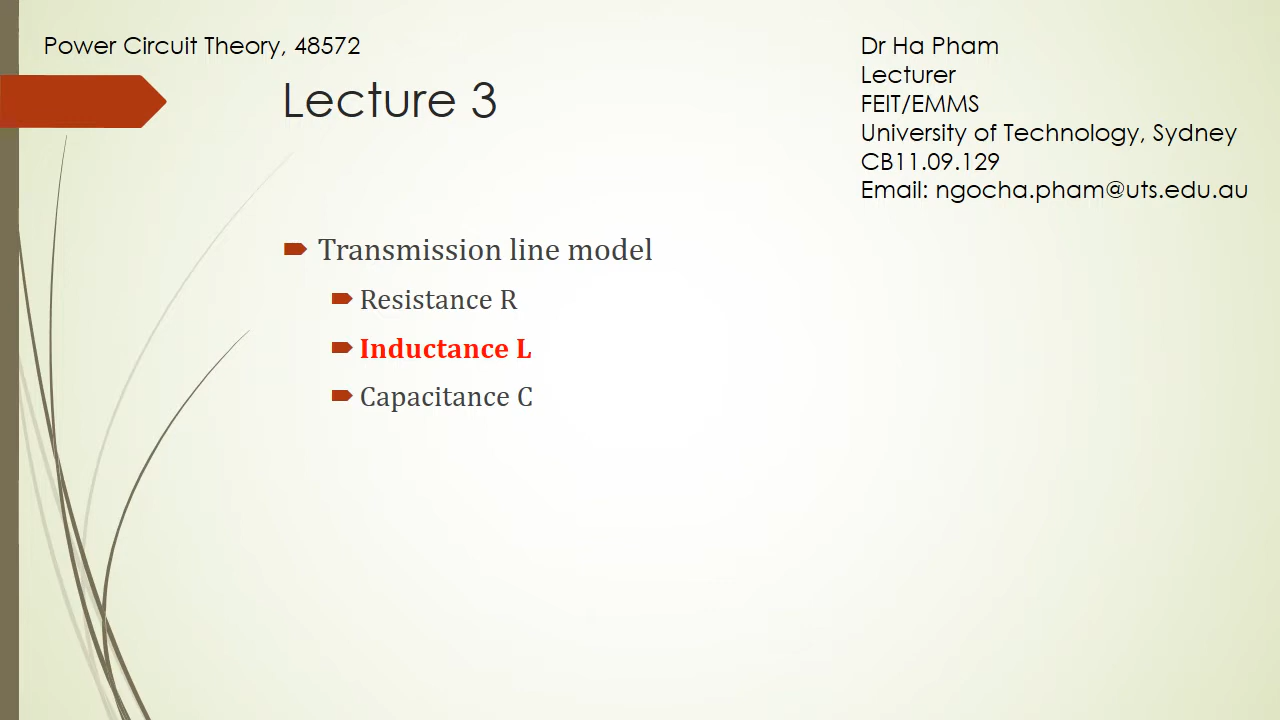 Power Circuit Theory, 48572
Dr Ha Pham
Lecturer
FEIT/EMMS
University of Technology, Sydney
CB11.09.129
Email: ngocha.pham@uts.edu.au
Lecture 3
Transmission line model
Resistance R
Inductance L
Capacitance C